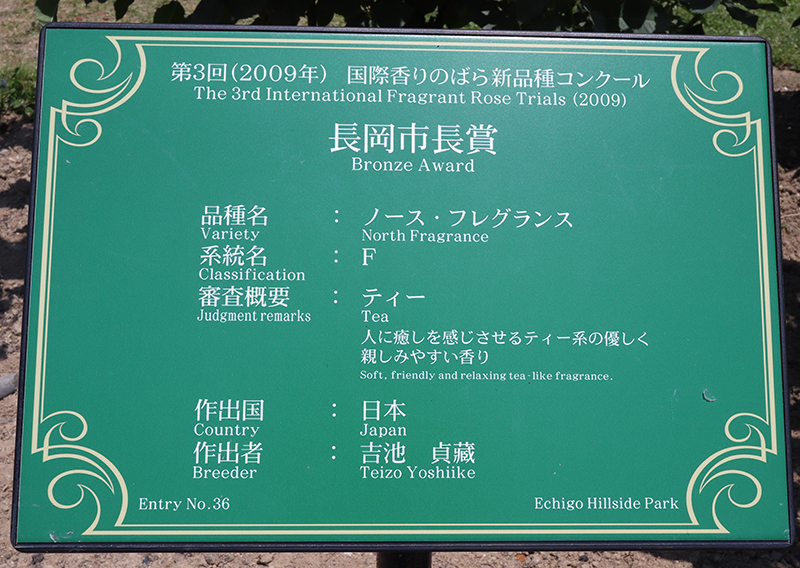 第3回(2009年) 国際香りのばら新品種コンクール
The 3rd International Fragrant Rose Trials (2009)
長岡市長賞
Bronze Award
品種名 : ノース・フレグランス
Variety North Fragrance
系統名 : F
Classification
審査概要 : ティー
Judgment remarks Tea
人に癒しを感じさせるティー系の優しく
親しみやすい香り
Soft, friendly and relaxing tea-like fragrance.
作出国 : 日本
Country Japan
作出者 : 吉池 貞藏
Breeder Teizo Yoshiike
Entry No.36 Echigo Hillside Park